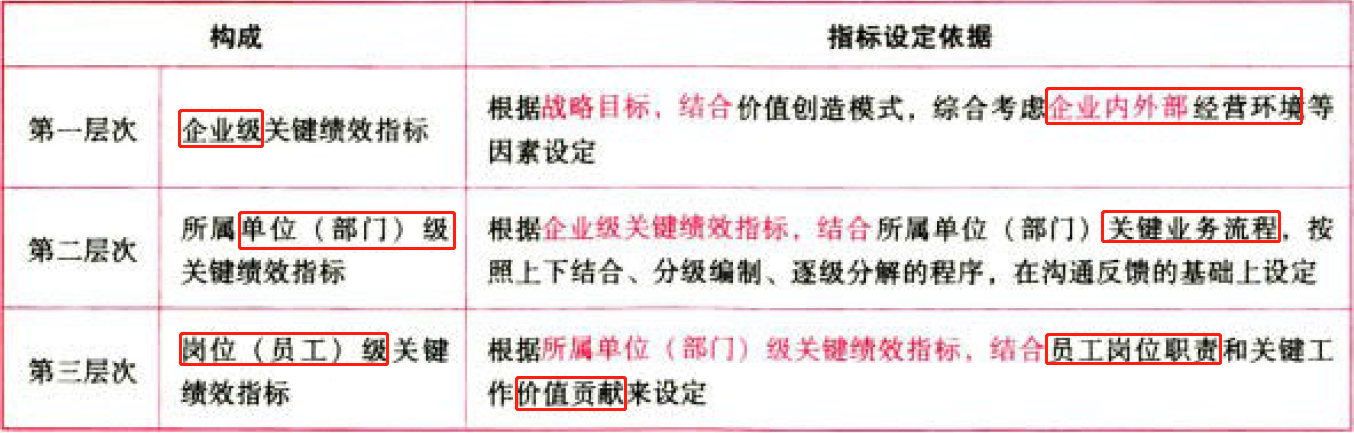 构成 指标设定依据
第一层次 企业级关键绩效指标 根据战略目标，结合价值创造模式，综合考虑企业内外部经营环境等
因素设定
第二层次 所属单位（部门）级 根据企业级关键绩效指标，结合所属单位（部门）关键业务流程，按
关键绩效指标 照上下结合、分级编制、逐级分解的程序，在沟通反馈的基础上设定
第三层次 岗位（员工）级关键 根据所属单位（部门）级关键绩效指标，结合员工岗位职责和关键工
绩效指标 作价值贡献来设定